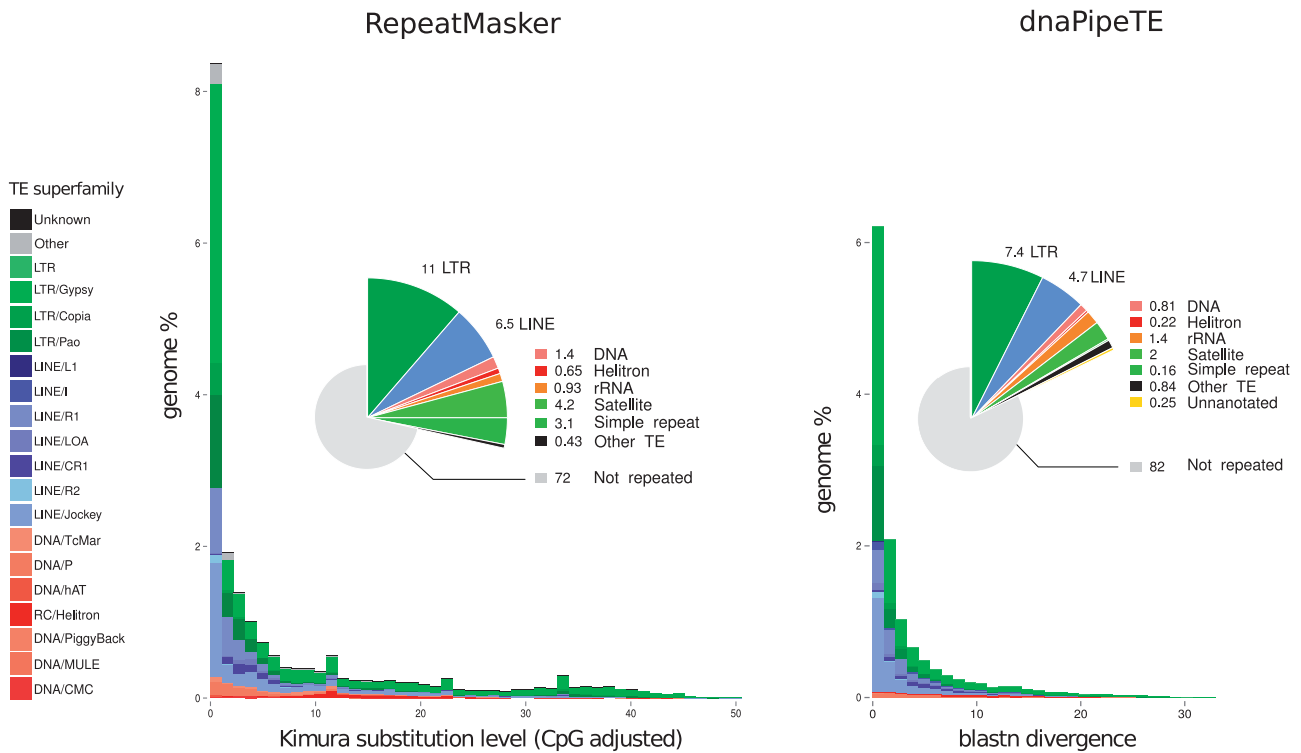 RepeatMasker
dnaPipeTE
TE superfamily
Unknown
Other
LTR
LTR/Gypsy
LTR/Copia
LTR/Pao
LINE/L1
LINE/I
LINE/R1
LINE/LOA
LINE/CR1
LINE/R2
LINE/Jockey
DNA/TcMar
DNA/P
DNA/hAT
RC/Helitron
DNA/PiggyBack
DNA/MULE
DNA/CMC
genome %
8
6
4
2
0
0 10 20 30 40 50
Kimura substitution level (CpG adjusted)
11 LTR
6.5 LINE
1.4 DNA
0.65 Helitron
0.93 rRNA
4.2 Satellite
3.1 Simple repeat
0.43 Other TE
72 Not repeated
genome %
6
4
2
0
0 10 20 30
blastn divergence
7.4 LTR
4.7 LINE
0.81 DNA
0.22 Helitron
1.4 rRNA
2 Satellite
0.16 Simple repeat
0.84 Other TE
0.25 Unnanotated
82 Not repeated